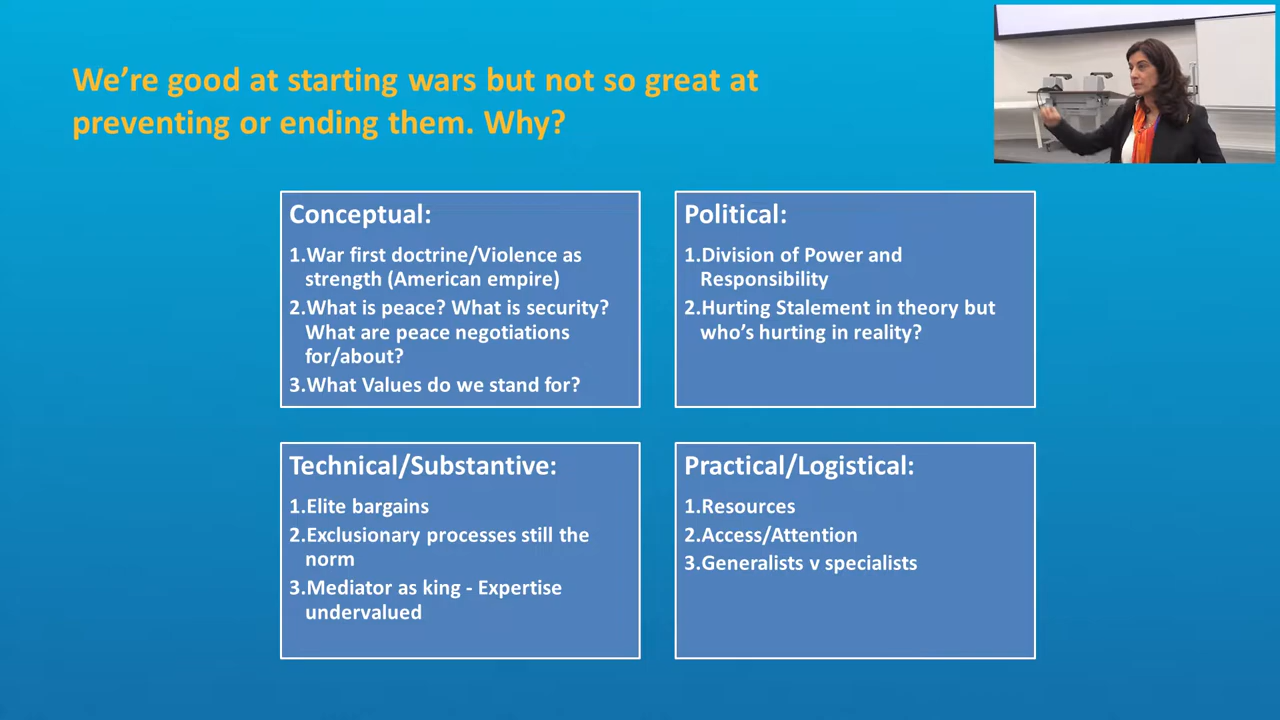 We're good at starting wars but not so great at
preventing or ending them. Why?
Conceptual:
1.War first doctrine/Violence as
strength (American empire)
2.What is peace? What is security?
What are peace negotiations
for/about?
3.What Values do we stand for?
Political:
1.Division of Power and
Responsibility
2.Hurting Stalement in theory but
who's hurting in reality?
Technical/Substantive:
1.Elite bargains
2.Exclusionary processes still the
norm
3.Mediator as king - Expertise
undervalued
Practical/Logistical:
1.Resources
2.Access/Attention
3.Generalists v specialists